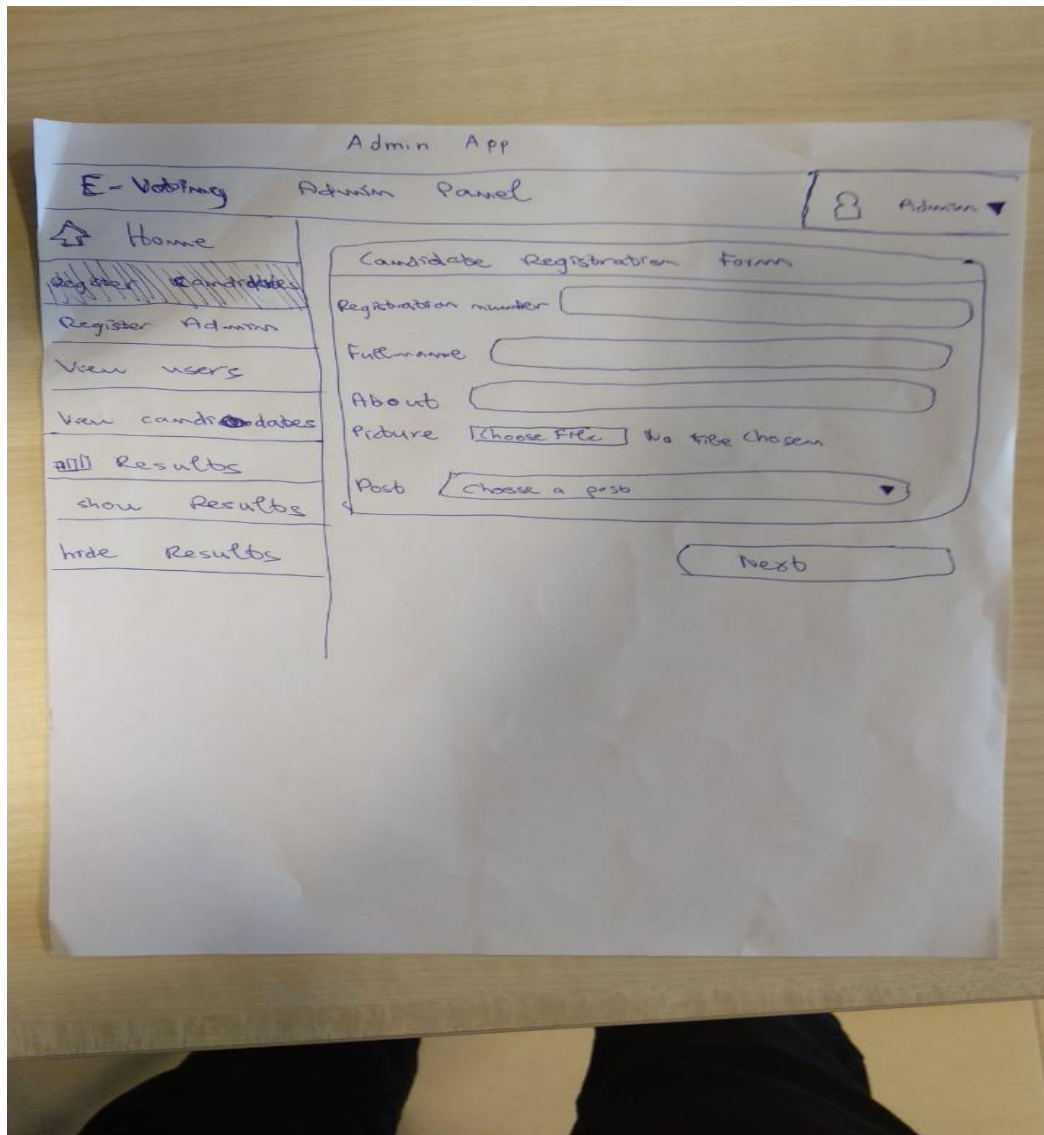 Admin App
E-Voting Admin Panel
Admin
Home
Register Candidates
Register Admin
View users
View candidates
Results
show Results
hide Results
Candidate Registration Form
Registration number
Fullname
About
Picture Choose File No file chosen
Post Choose a post
Next